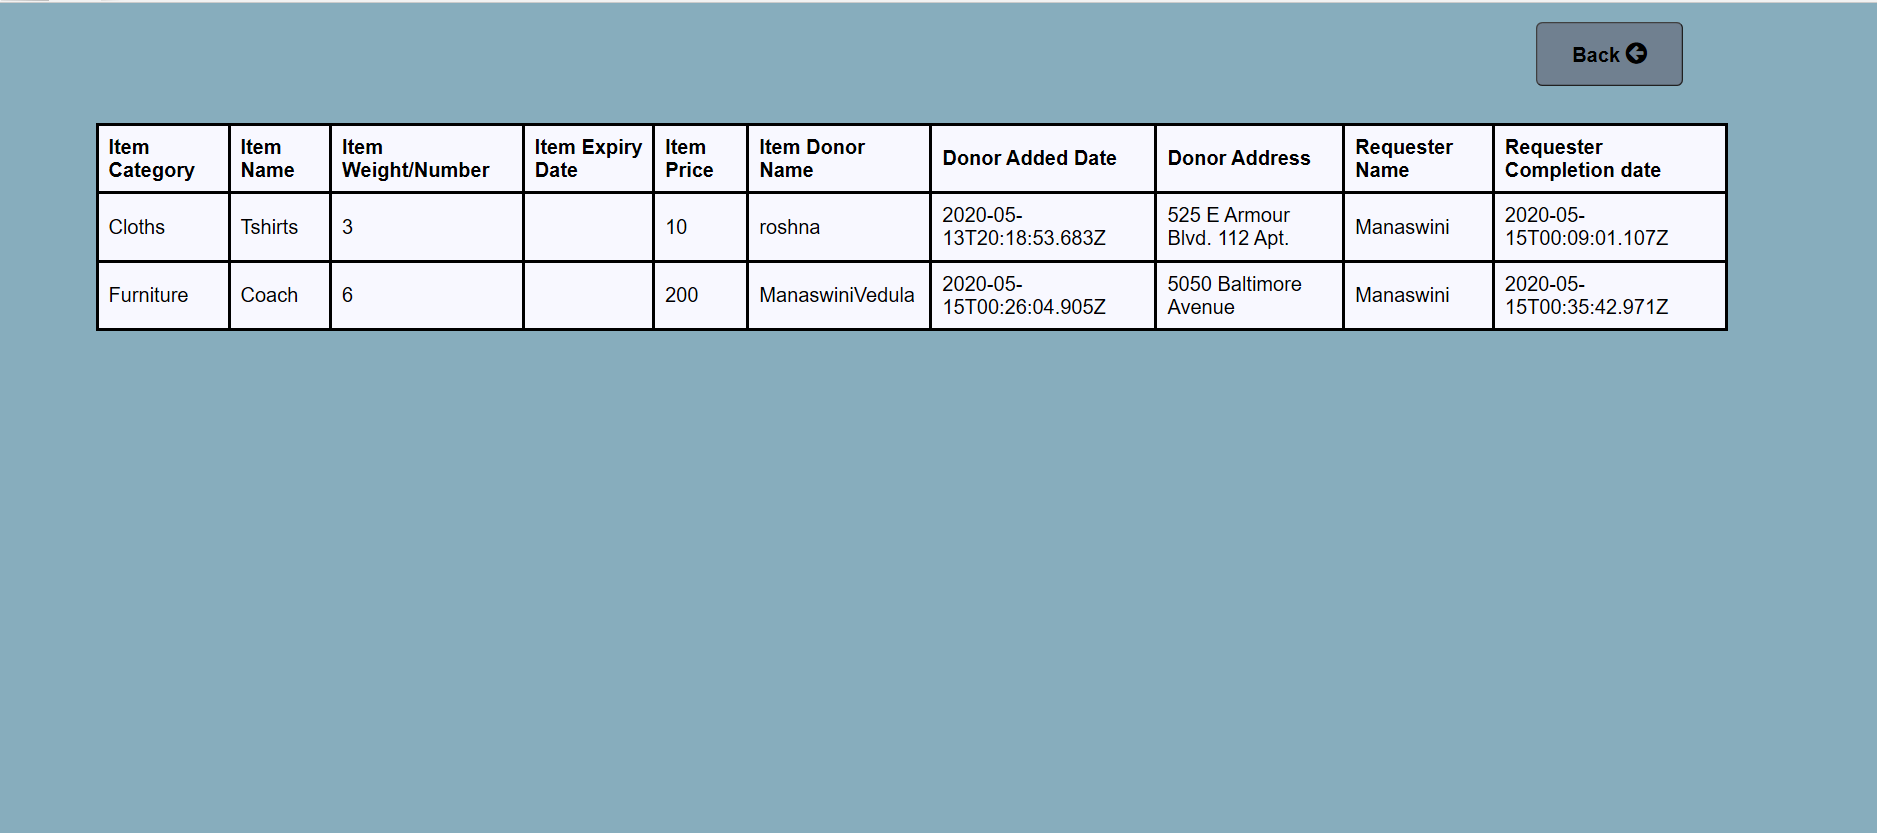 Back
Item Category
Item Name
Item Weight/Number
Item Expiry Date
Item Price
Item Donor Name
Donor Added Date
Donor Address
Requester Name
Requester Completion date
Cloths
Tshirts
3
10
roshna
2020-05-
13T20:18:53.683Z
525 E Armour
Blvd. 112 Apt.
Manaswini
2020-05-
15T00:09:01.107Z
Furniture
Coach
6
200
ManaswiniVedula
2020-05-
15T00:26:04.905Z
5050 Baltimore
Avenue
Manaswini
2020-05-
15T00:35:42.971Z